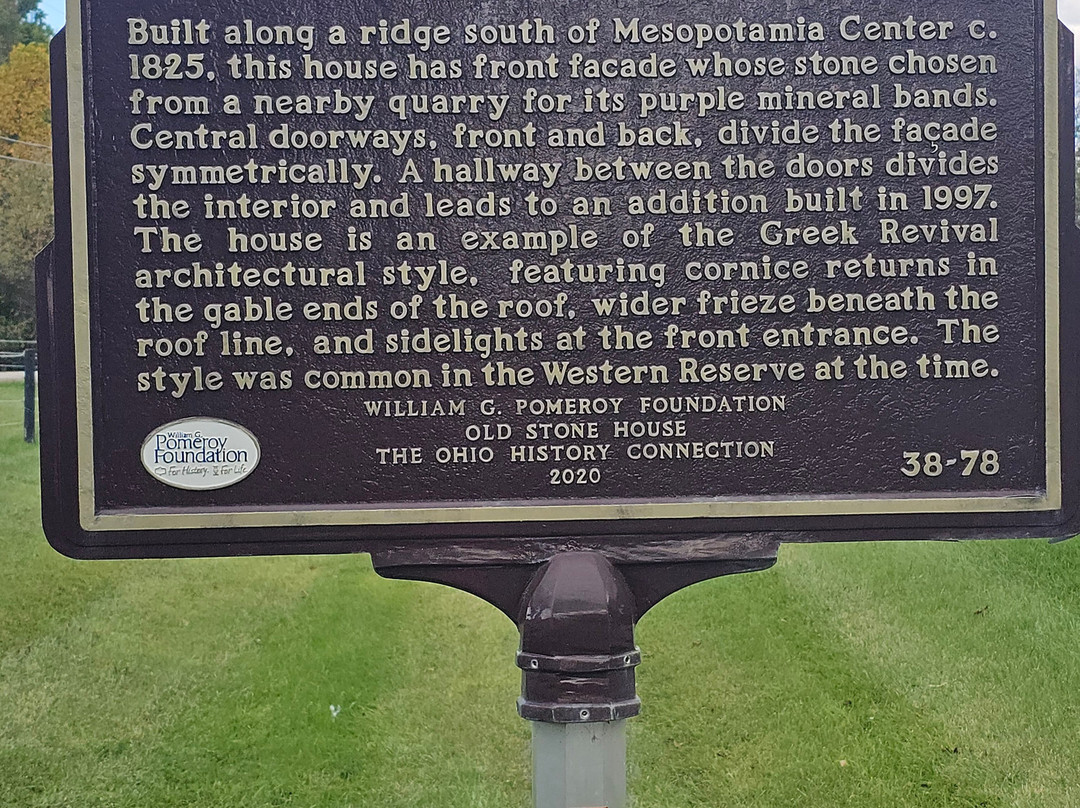 Built along a ridge south of Mesopotamia Center c.
1825, this house has front facade whose stone chosen
from a nearby quarry for its purple mineral bands.
Central doorways, front and back, divide the façade
symmetrically. A hallway between the doors divides
the interior and leads to an addition built in 1997.
The house is an example of the Greek Revival
architectural style, featuring cornice returns in
the gable ends of the roof, wider frieze beneath the
roof line, and sidelights at the front entrance. The
style was common in the Western Reserve at the time.
WILLIAM G. POMEROY FOUNDATION
OLD STONE HOUSE
THE OHIO HISTORY CONNECTION
2020
38-78
William G.
Pomeroy
Foundation
For History. For Life.